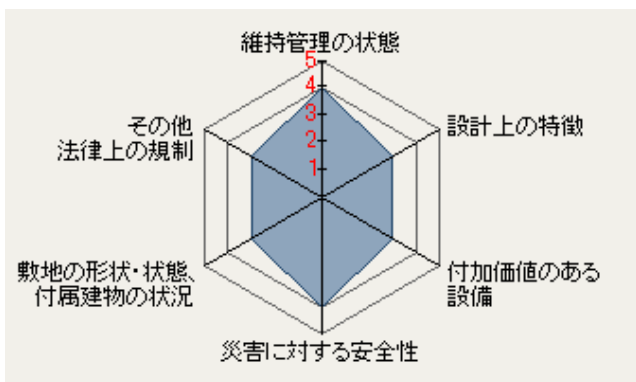 維持管理の状態
5
4
3
2
1
その他
法律上の規制
設計上の特徴
敷地の形状・状態、
付属建物の状況
付加価値のある
設備
災害に対する安全性